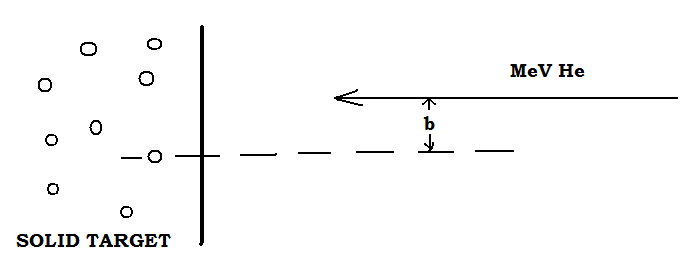 MeV He
b
SOLID TARGET